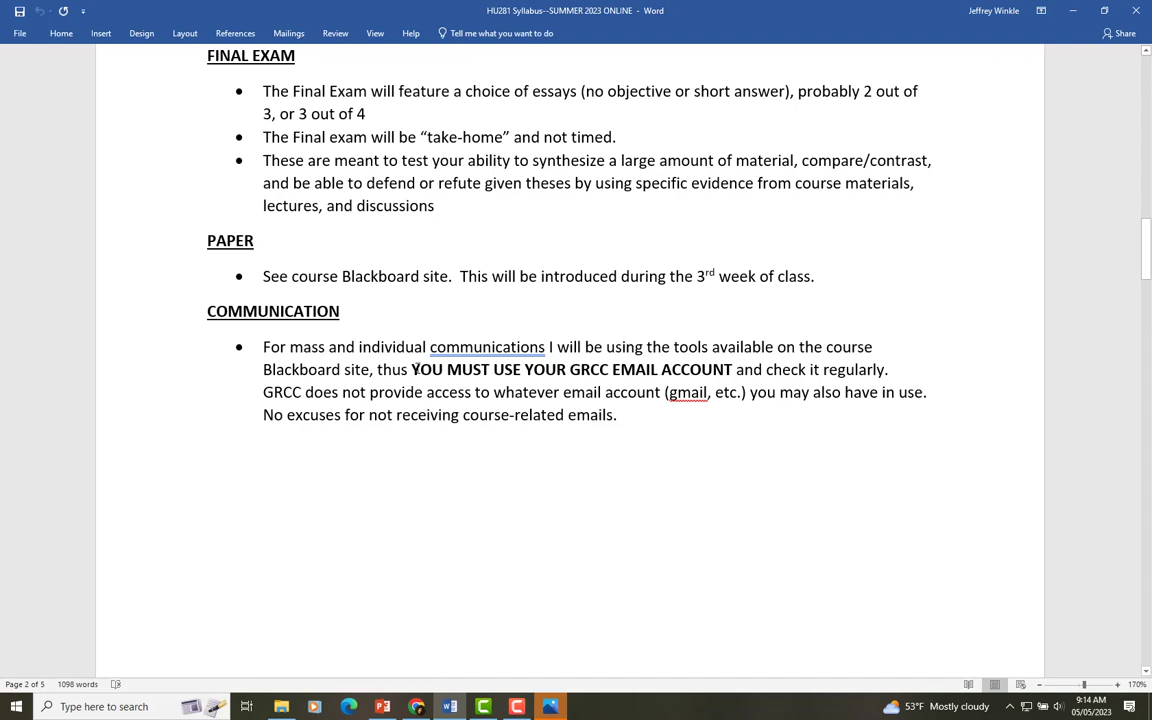 HU281 Syllabus--SUMMER 2023 ONLINE - Word
Jeffrey Winkle
File Home Insert Design Layout References Mailings Review View Help Tell me what you want to do Share
FINAL EXAM
• The Final Exam will feature a choice of essays (no objective or short answer), probably 2 out of
3, or 3 out of 4
• The Final exam will be “take-home” and not timed.
• These are meant to test your ability to synthesize a large amount of material, compare/contrast,
and be able to defend or refute given theses by using specific evidence from course materials,
lectures, and discussions
PAPER
• See course Blackboard site.  This will be introduced during the 3rd week of class.
COMMUNICATION
• For mass and individual communications I will be using the tools available on the course
Blackboard site, thus YOU MUST USE YOUR GRCC EMAIL ACCOUNT and check it regularly.
GRCC does not provide access to whatever email account (gmail, etc.) you may also have in use.
No excuses for not receiving course-related emails.
Page 2 of 5 1098 words 170%
Type here to search
53°F Mostly cloudy
9:14 AM
05/05/2023